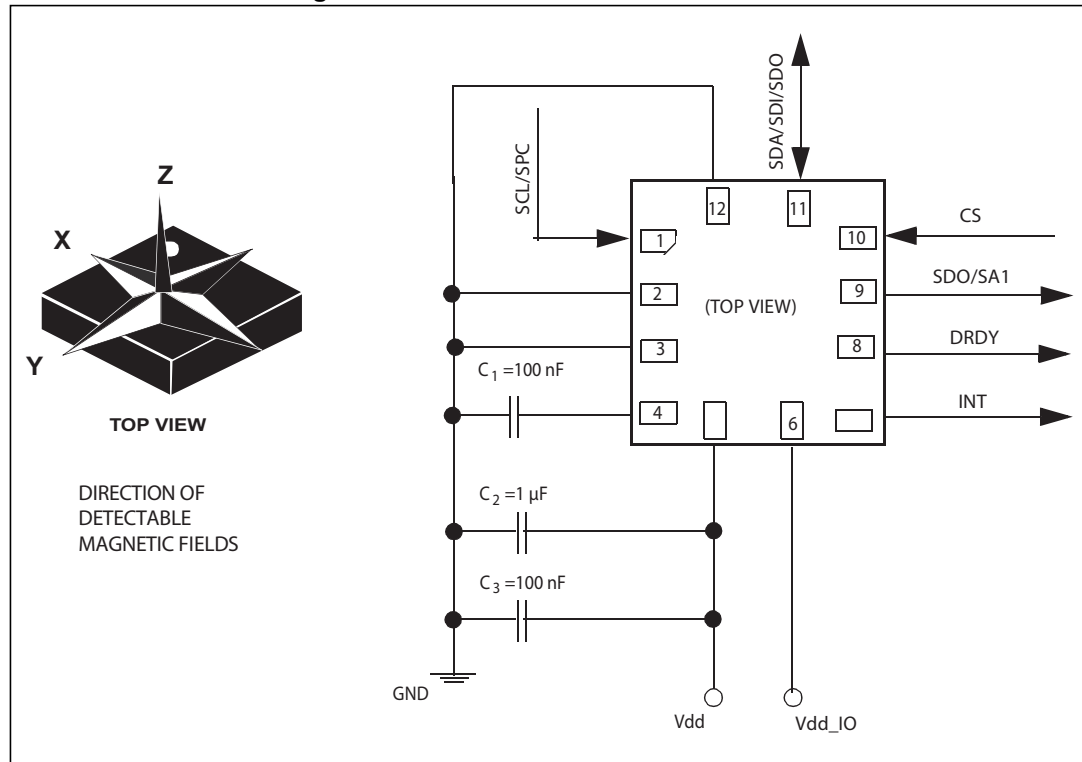 Z
X
Y
TOP VIEW
DIRECTION OF
DETECTABLE
MAGNETIC FIELDS
SCL/SPC
SDA/SDI/SDO
12
11
1
10
CS
2
9
SDO/SA1
(TOP VIEW)
3
8
DRDY
C1 =100 nF
4
6
INT
C2 =1 µF
C3 =100 nF
GND
Vdd
Vdd_IO